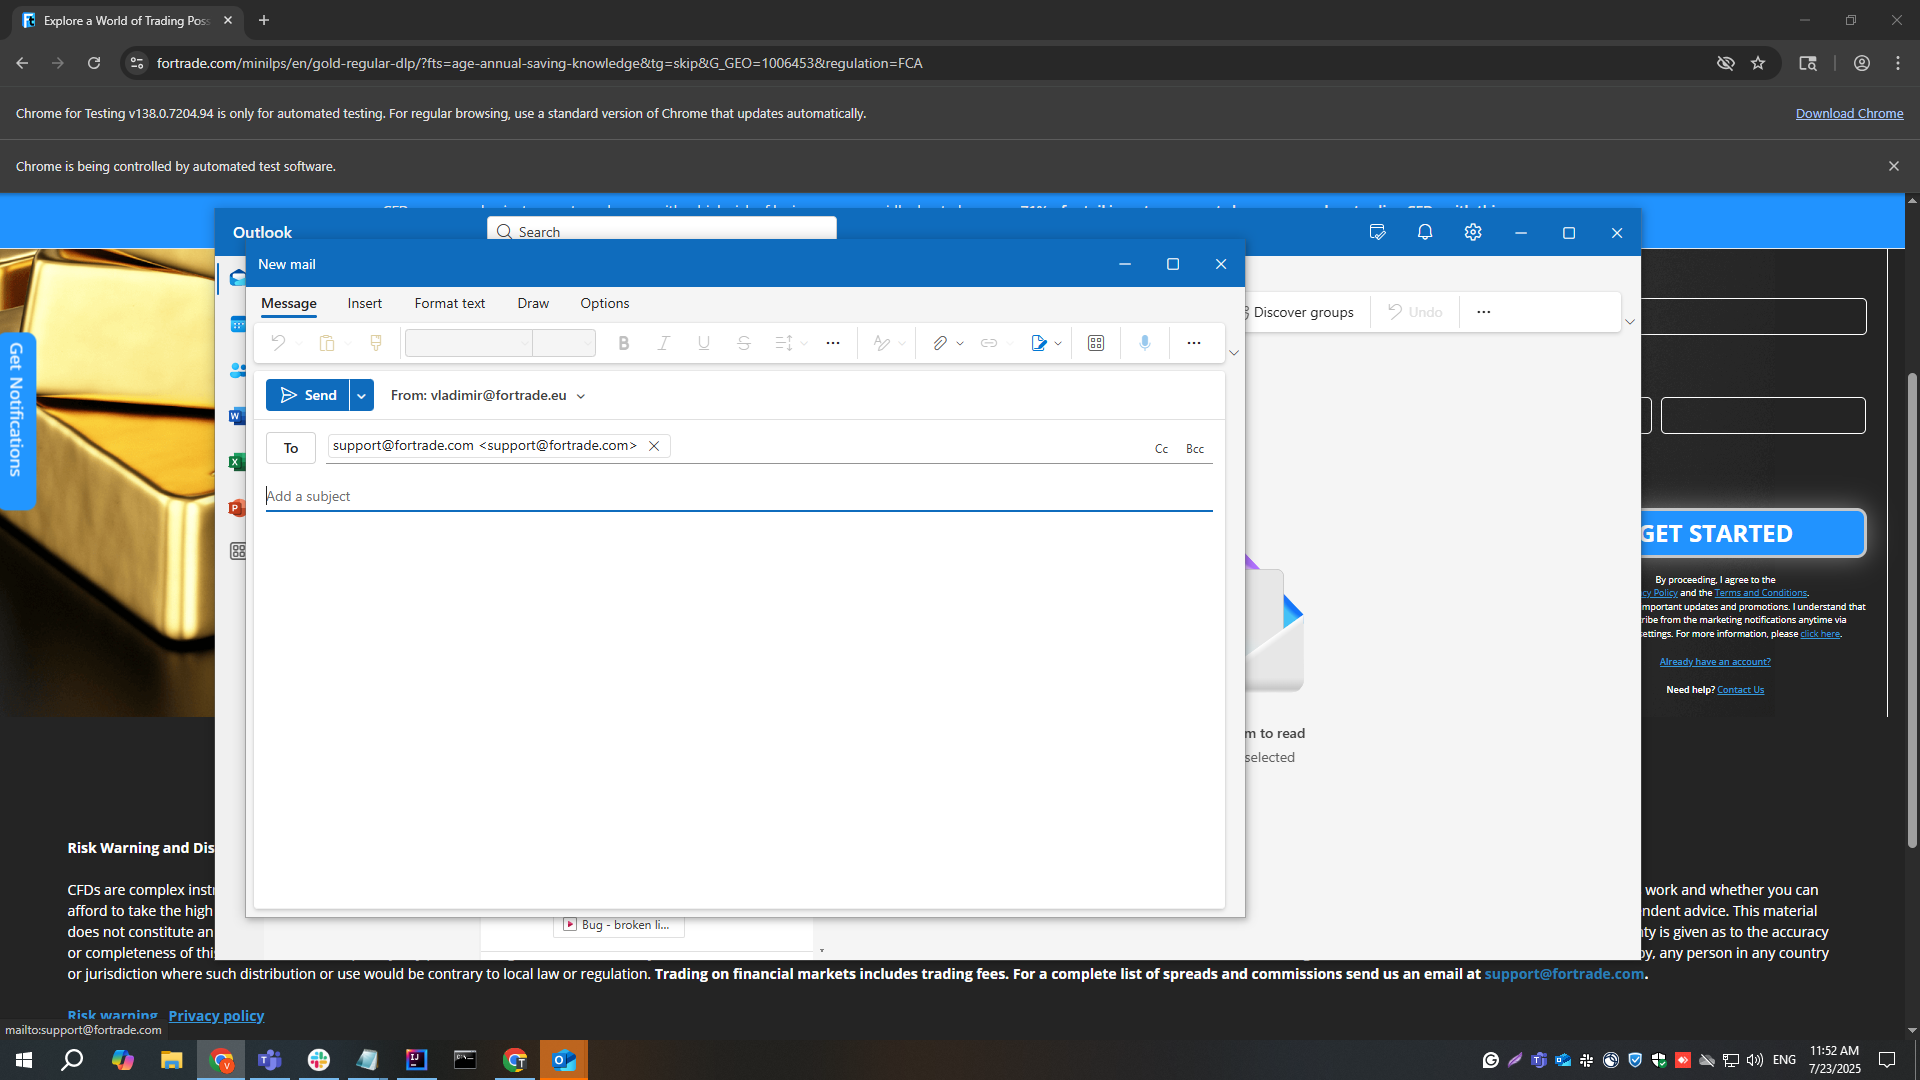 Explore a World of Trading Pos
fortrade.com/minilps/en/gold-regular-dlp/?fts=age-annual-saving-knowledge&tg=skip&G_GEO=1006453&regulation=FCA
Chrome for Testing v138.0.7204.94 is only for automated testing. For regular browsing, use a standard version of Chrome that updates automatically.
Download Chrome
Chrome is being controlled by automated test software.
Outlook
Search
New mail
Message
Insert
Format text
Draw
Options
Discover groups
Undo
Send
From: vladimir@fortrade.eu
To
support@fortrade.com <support@fortrade.com>
Cc
Bcc
Add a subject
Get Notifications
GET STARTED
By proceeding, I agree to the
cy Policy and the Terms and Conditions.
mportant updates and promotions. I understand that
ribe from the marketing notifications anytime via
settings. For more information, please click here.
Already have an account?
Need help? Contact Us
m to read
selected
Bug - broken li...
Risk Warning and Dis
CFDs are complex instr
work and whether you can
afford to take the high
ndent advice. This material
does not constitute an
ty is given as to the accuracy
or completeness of this
by, any person in any country
or jurisdiction where such distribution or use would be contrary to local law or regulation. Trading on financial markets includes trading fees. For a complete list of spreads and commissions send us an email at support@fortrade.com.
Risk warning Privacy policy
mailto:support@fortrade.com
ENG
11:52 AM
7/23/2025